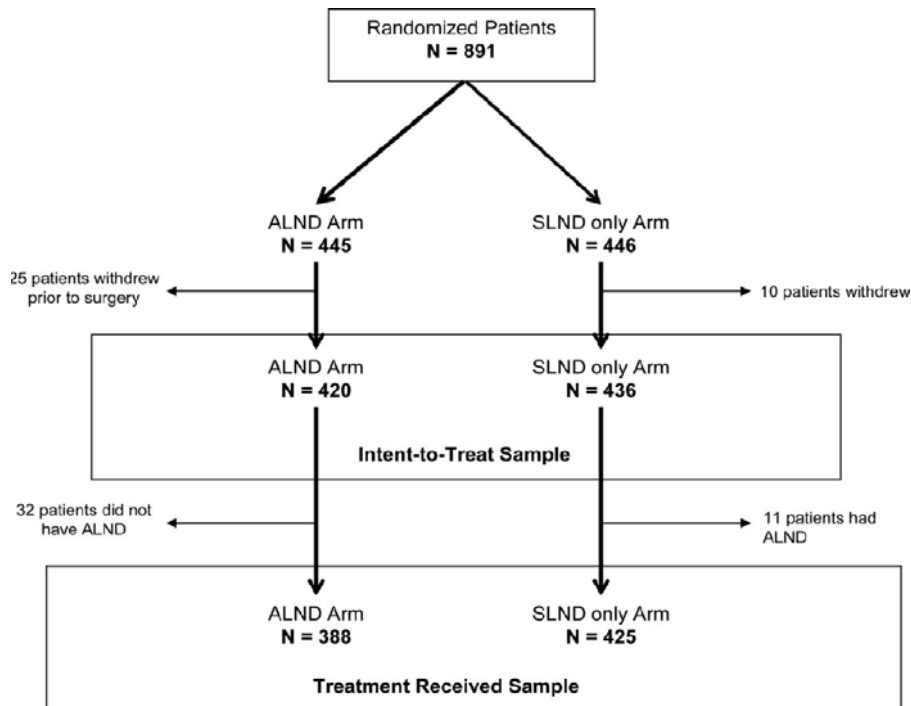 Randomized Patients
N = 891
ALND Arm
N = 445
SLND only Arm
N = 446
25 patients withdrew
prior to surgery
10 patients withdrew
ALND Arm
N = 420
SLND only Arm
N = 436
Intent-to-Treat Sample
32 patients did not
have ALND
11 patients had
ALND
ALND Arm
N = 388
SLND only Arm
N = 425
Treatment Received Sample